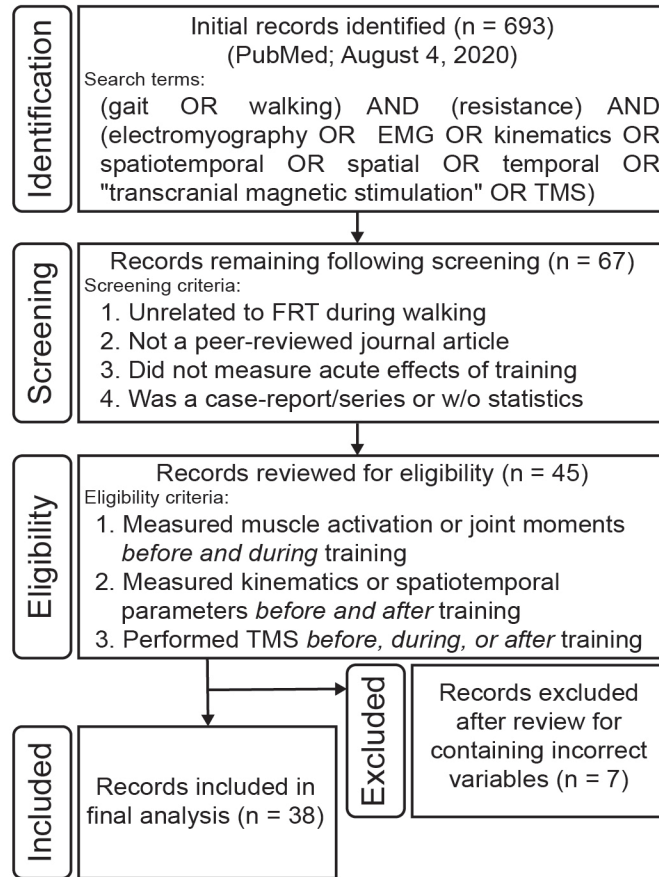 Identification
Initial records identified (n = 693)
(PubMed; August 4, 2020)
Search terms:
(gait OR walking) AND (resistance) AND
(electromyography OR EMG OR kinematics OR
spatiotemporal OR spatial OR temporal OR
"transcranial magnetic stimulation" OR TMS)
Screening
Records remaining following screening (n = 67)
Screening criteria:
1. Unrelated to FRT during walking
2. Not a peer-reviewed journal article
3. Did not measure acute effects of training
4. Was a case-report/series or w/o statistics
Eligibility
Records reviewed for eligibility (n = 45)
Eligibility criteria:
1. Measured muscle activation or joint moments
before and during training
2. Measured kinematics or spatiotemporal
parameters before and after training
3. Performed TMS before, during, or after training
Included
Records included in
final analysis (n = 38)
Excluded
Records excluded
after review for
containing incorrect
variables (n = 7)